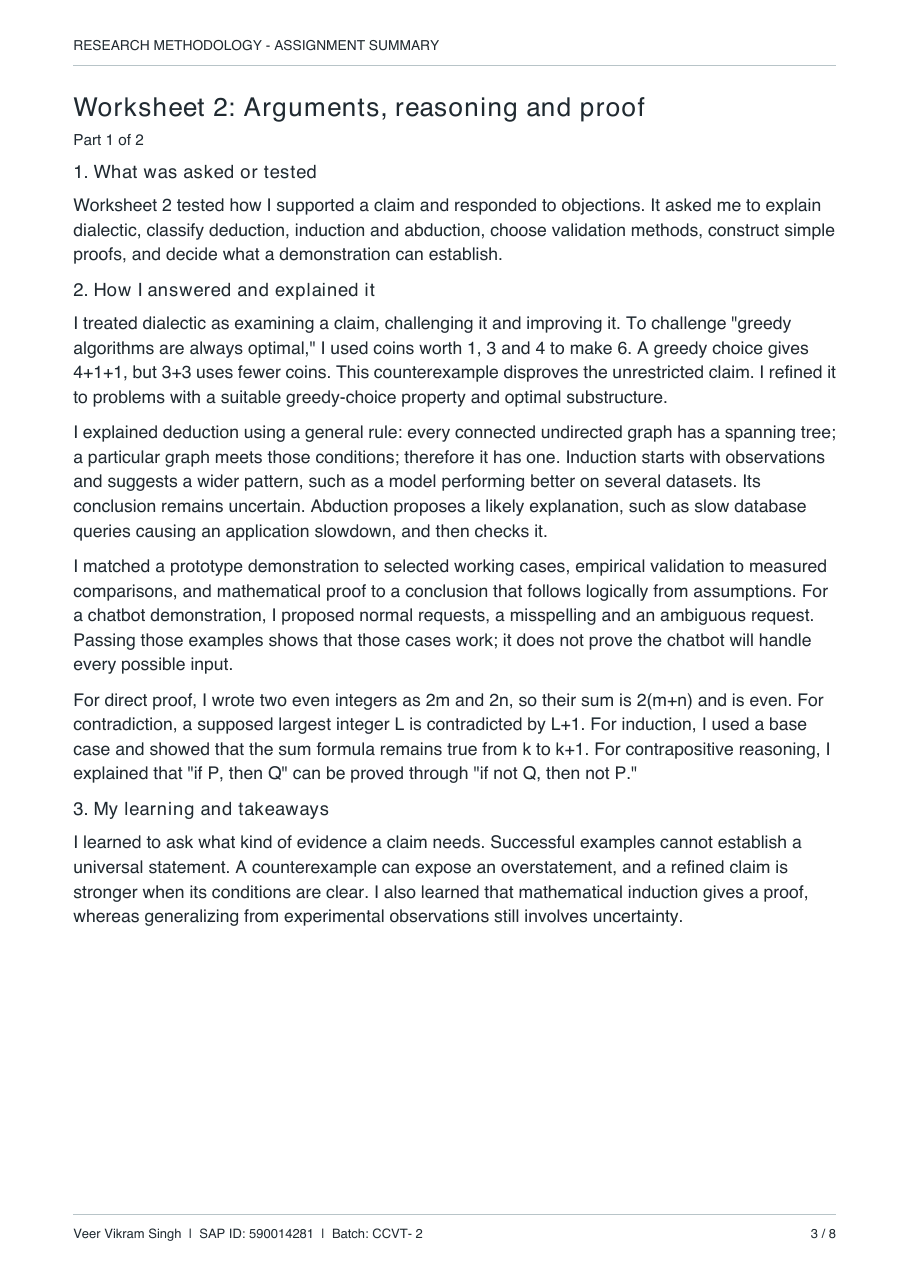 RESEARCH METHODOLOGY - ASSIGNMENT SUMMARY
Worksheet 2: Arguments, reasoning and proof
Part 1 of 2
1. What was asked or tested
Worksheet 2 tested how I supported a claim and responded to objections. It asked me to explain
dialectic, classify deduction, induction and abduction, choose validation methods, construct simple
proofs, and decide what a demonstration can establish.
2. How I answered and explained it
I treated dialectic as examining a claim, challenging it and improving it. To challenge "greedy
algorithms are always optimal," I used coins worth 1, 3 and 4 to make 6. A greedy choice gives
4+1+1, but 3+3 uses fewer coins. This counterexample disproves the unrestricted claim. I refined it
to problems with a suitable greedy-choice property and optimal substructure.
I explained deduction using a general rule: every connected undirected graph has a spanning tree;
a particular graph meets those conditions; therefore it has one. Induction starts with observations
and suggests a wider pattern, such as a model performing better on several datasets. Its
conclusion remains uncertain. Abduction proposes a likely explanation, such as slow database
queries causing an application slowdown, and then checks it.
I matched a prototype demonstration to selected working cases, empirical validation to measured
comparisons, and mathematical proof to a conclusion that follows logically from assumptions. For
a chatbot demonstration, I proposed normal requests, a misspelling and an ambiguous request.
Passing those examples shows that those cases work; it does not prove the chatbot will handle
every possible input.
For direct proof, I wrote two even integers as 2m and 2n, so their sum is 2(m+n) and is even. For
contradiction, a supposed largest integer L is contradicted by L+1. For induction, I used a base
case and showed that the sum formula remains true from k to k+1. For contrapositive reasoning, I
explained that "if P, then Q" can be proved through "if not Q, then not P."
3. My learning and takeaways
I learned to ask what kind of evidence a claim needs. Successful examples cannot establish a
universal statement. A counterexample can expose an overstatement, and a refined claim is
stronger when its conditions are clear. I also learned that mathematical induction gives a proof,
whereas generalizing from experimental observations still involves uncertainty.
Veer Vikram Singh | SAP ID: 590014281 | Batch: CCVT- 2
3 / 8